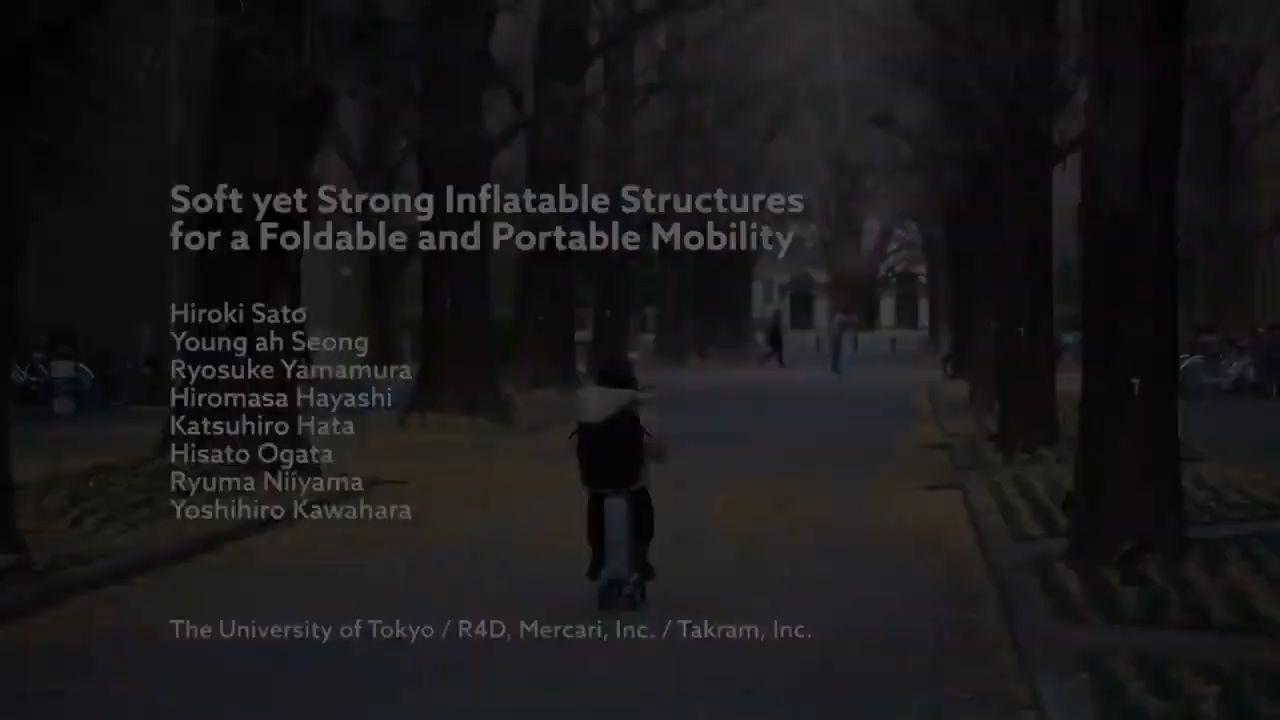 Soft yet Strong Inflatable Structures
for a Foldable and Portable Mobility
Hiroki Sato
Young ah Seong
Ryosuke Yamamura
Hiromasa Hayashi
Katsuhiro Hata
Hisato Ogata
Ryuma Niiyama
Yoshihiro Kawahara
The University of Tokyo / R4D, Mercari, Inc. / Takram, Inc.